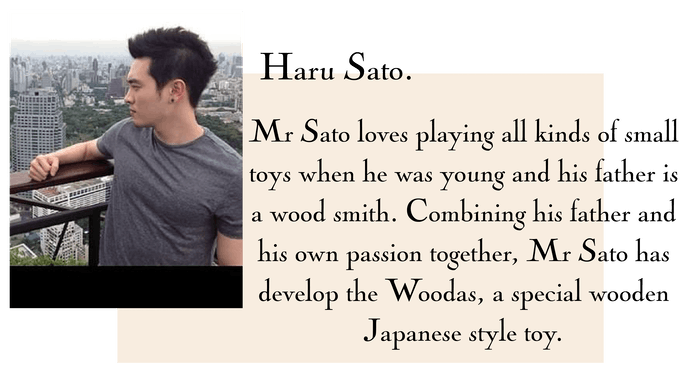 Haru Sato.
Mr Sato loves playing all kinds of small
toys when he was young and his father is
a wood smith. Combining his father and
his own passion together, Mr Sato has
develop the Woodas, a special wooden
Japanese style toy.